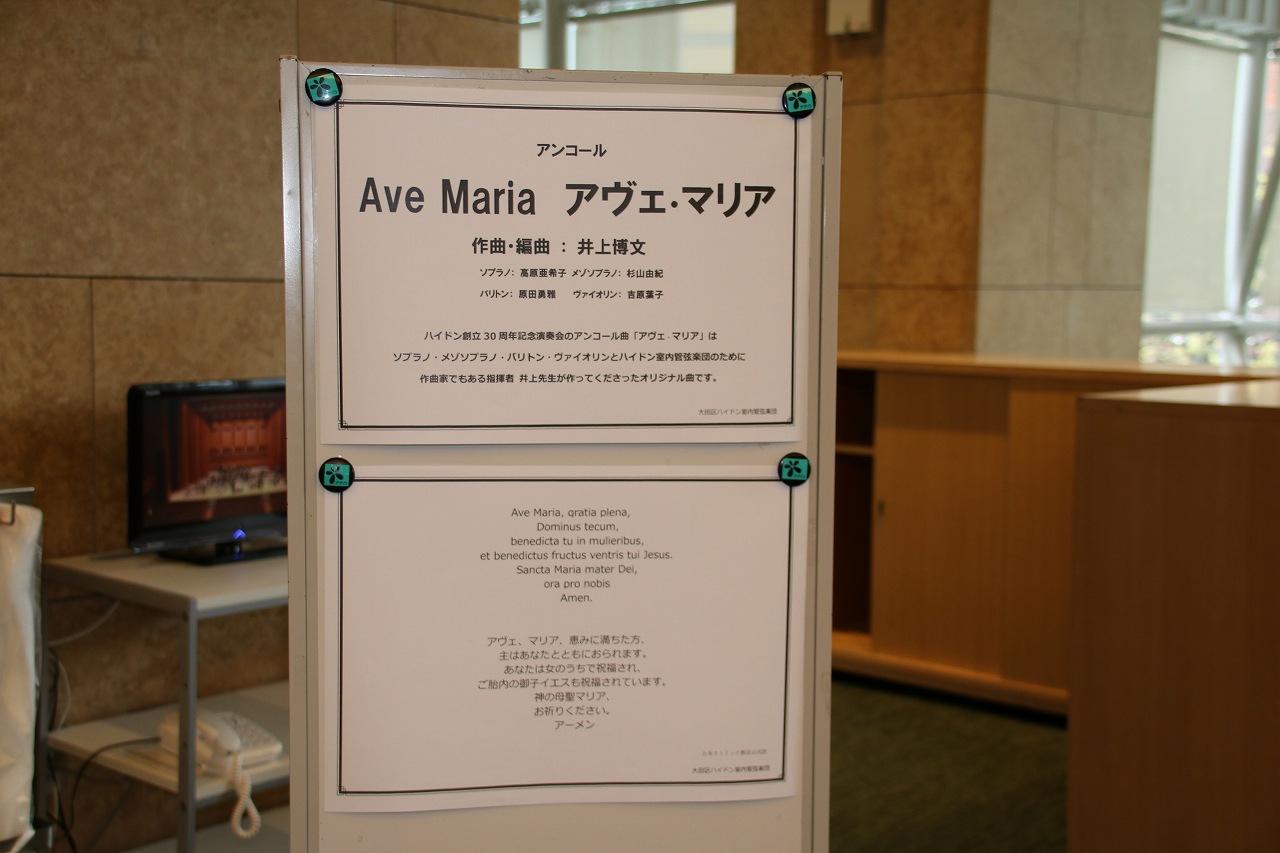 アンコール
Ave Maria アヴェ・マリア
作曲・編曲 : 井上博文
ソプラノ: 高原亜希子 メゾソプラノ: 杉山由紀
バリトン: 原田勇雅 ヴァイオリン: 吉原葉子
ハイドン創立30周年記念演奏会のアンコール曲「アヴェ・マリア」は
ソプラノ・メゾソプラノ・バリトン・ヴァイオリンとハイドン室内管弦楽団のために
作曲家でもある指揮者 井上先生が作ってくださったオリジナル曲です。
大田区ハイドン室内管弦楽団
Ave Maria, qratia plena,
Dominus tecum,
benedicta tu in mulieribus,
et benedictus fructus ventris tui Jesus.
Sancta Maria mater Dei,
ora pro nobis
Amen.
アヴェ、マリア、恵みに満ちた方、
主はあなたとともにおられます。
あなたは女のうちで祝福され、
ご胎内の御子イエスも祝福されています。
神の母聖マリア、
お祈りください。
アーメン
大田区ハイドン室内管弦楽団